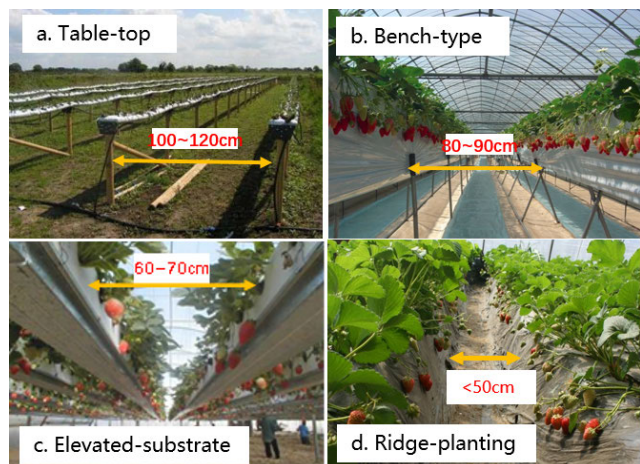 a. Table-top
100~120cm
b. Bench-type
80~90cm
60-70cm
c. Elevated-substrate
<50cm
d. Ridge-planting